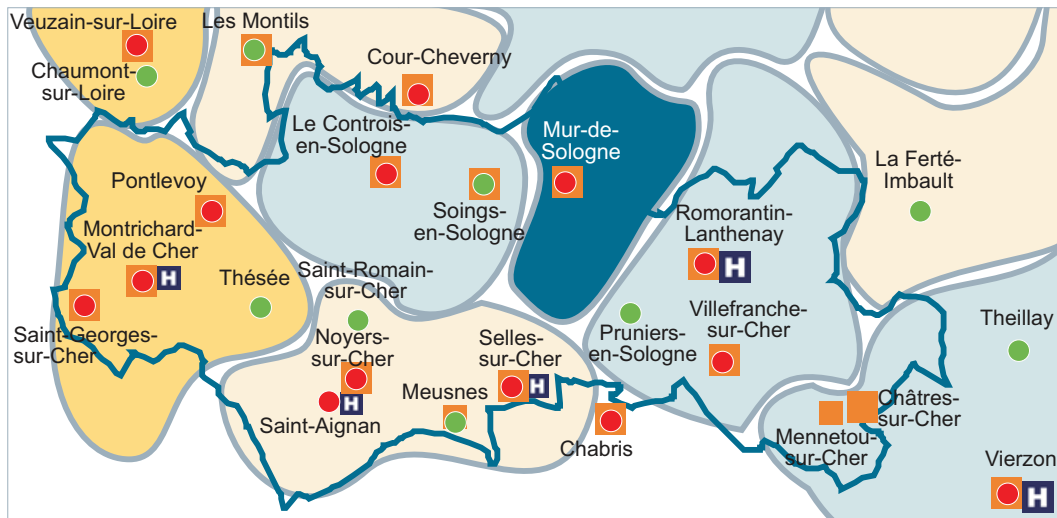 Veuzain-sur-Loire
Les Montils
Chaumont-
sur-Loire
Cour-Cheverny
Le Controis-
en-Sologne
Mur-de-
Sologne
La Ferté-
Imbault
Pontlevoy
Soings-
en-Sologne
Romorantin-
Lanthenay
Montrichard-
Val de Cher
H
H
Thésée
Saint-Romain-
sur-Cher
Saint-Georges-
sur-Cher
Noyers-
sur-Cher
Selles-
sur-Cher
H
Pruniers-
en-Sologne
Villefranche-
sur-Cher
Theillay
Meusnes
H
Saint-Aignan
Chabris
Châtres-
sur-Cher
Mennetou-
sur-Cher
Vierzon
H